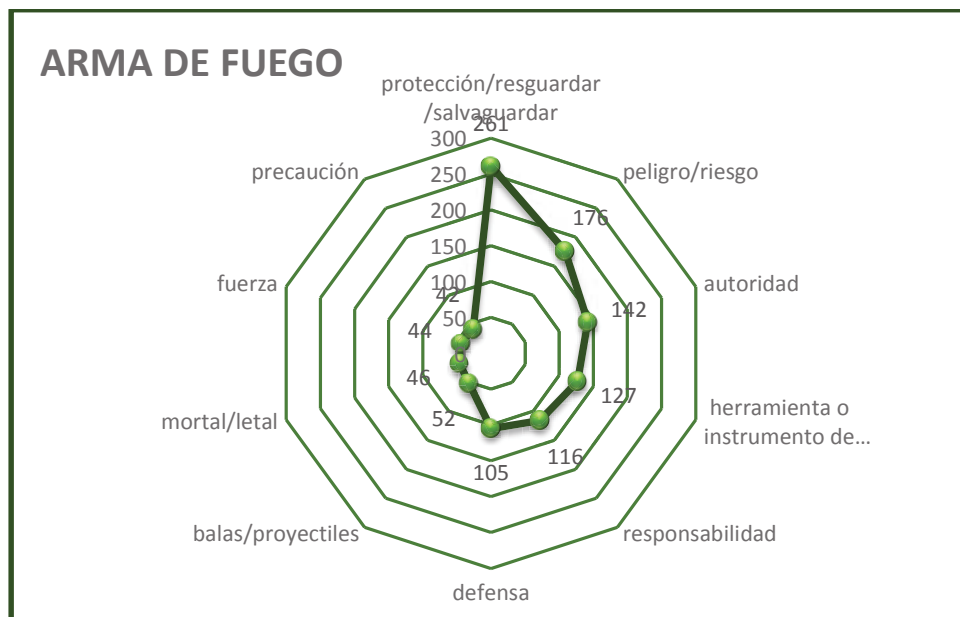 ARMA DE FUEGO
protección/resguardar
/salvaguardar
261
300
precaución
250
peligro/riesgo
200
176
150
fuerza
100
42
autoridad
50
44
142
0
46
127
mortal/letal
52
herramienta o
instrumento de...
116
105
balas/proyectiles
responsabilidad
defensa